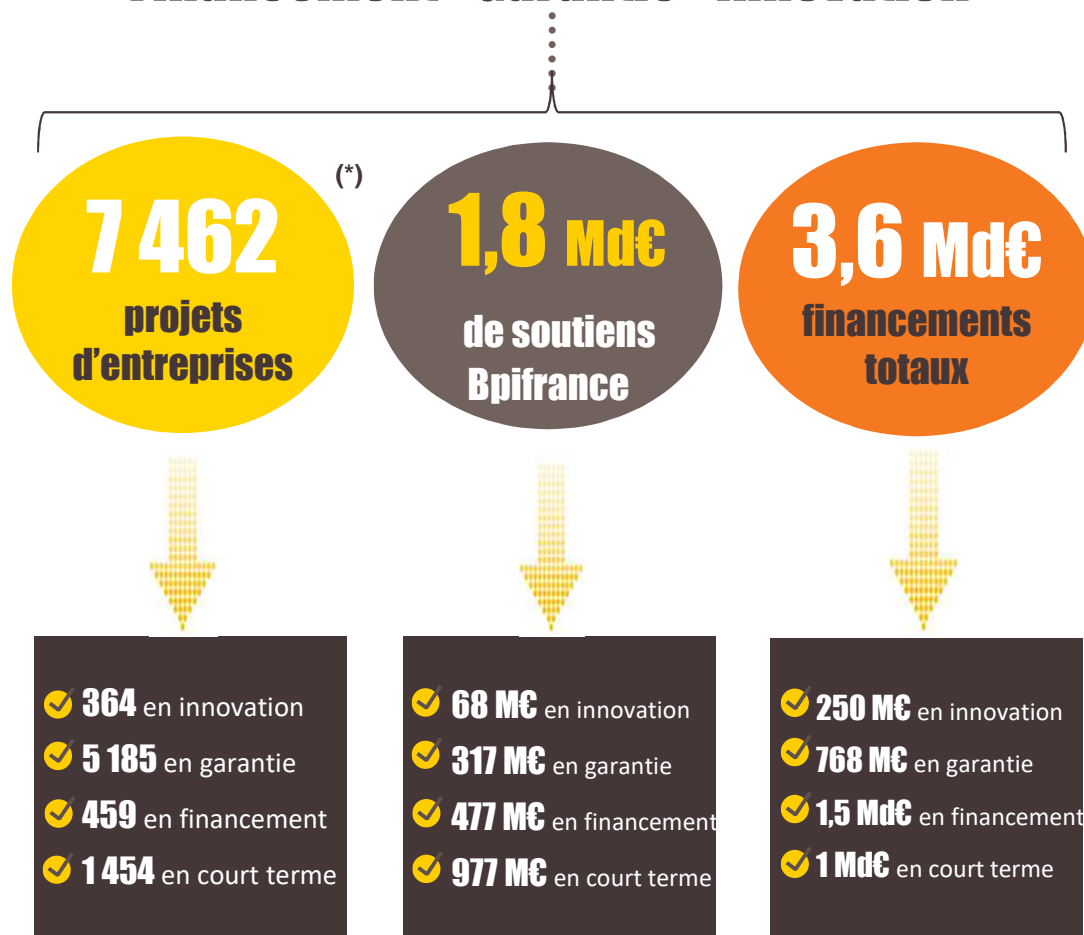 (*)
7 462
projets
d'entreprises
1,8 Md€
de soutiens
Bpifrance
3,6 Md€
financements
totaux
364 en innovation
5 185 en garantie
459 en financement
1 454 en court terme
68 M€ en innovation
317 M€ en garantie
477 M€ en financement
977 M€ en court terme
250 M€ en innovation
768 M€ en garantie
1,5 Md€ en financement
1 Md€ en court terme